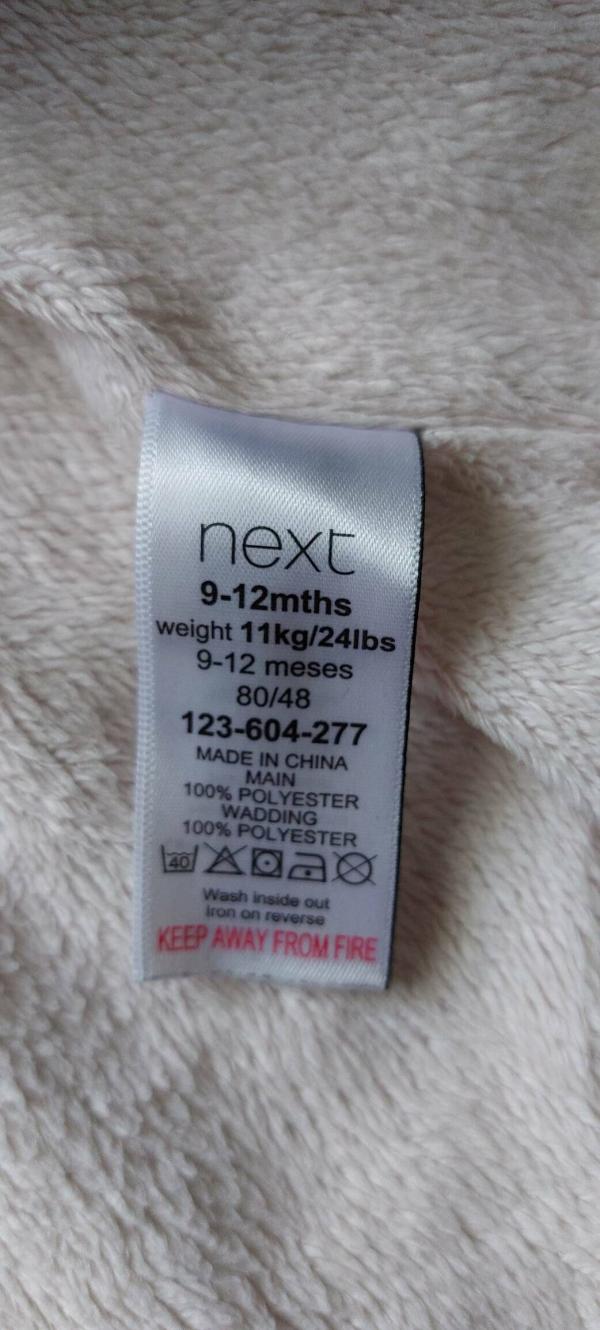 next
9-12mths
weight 11kg/24lbs
9-12 meses
80/48
123-604-277
MADE IN CHINA
MAIN
100% POLYESTER
WADDING
100% POLYESTER
40
Wash inside out
Iron on reverse
KEEP AWAY FROM FIRE